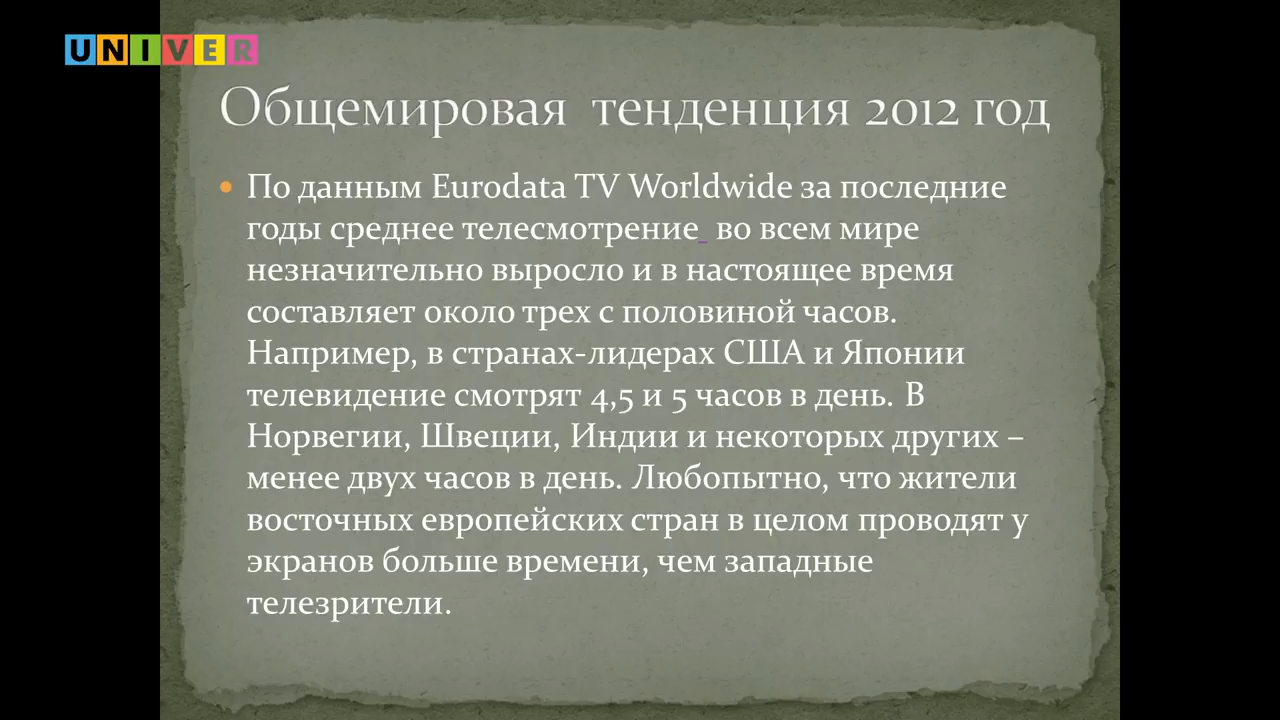 UNIVER
Общемировая тенденция 2012 год
• По данным Eurodata TV Worldwide за последние
годы среднее телесмотрение во всем мире
незначительно выросло и в настоящее время
составляет около трех с половиной часов.
Например, в странах-лидерах США и Японии
телевидение смотрят 4,5 и 5 часов в день. В
Норвегии, Швеции, Индии и некоторых других –
менее двух часов в день. Любопытно, что жители
восточных европейских стран в целом проводят у
экранов больше времени, чем западные
телезрители.